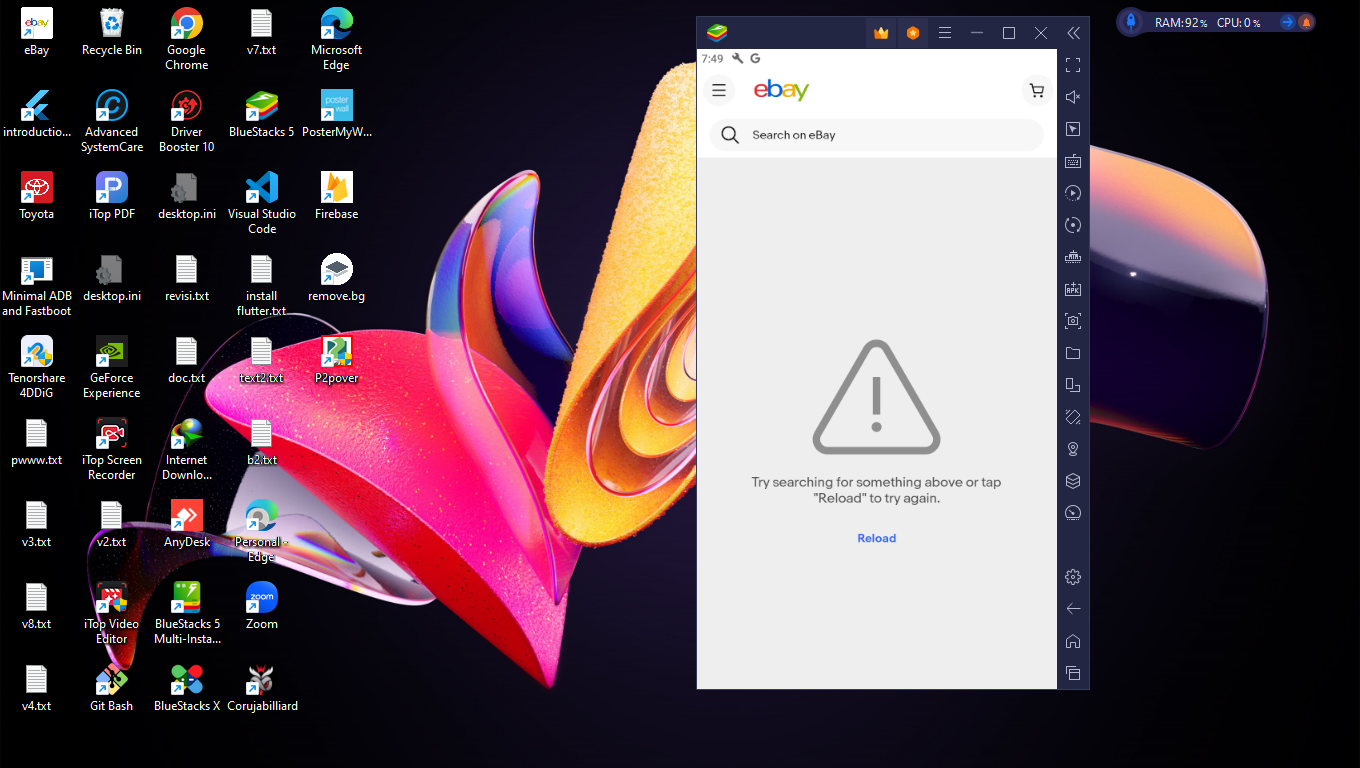 eBay
Recycle Bin
Google
Chrome
v7.txt
Microsoft
Edge
introductio...
Advanced
SystemCare
Driver
Booster 10
BlueStacks 5
PosterMyW...
Toyota
iTop PDF
desktop.ini
Visual Studio
Code
Firebase
Minimal ADB
and Fastboot
desktop.ini
revisi.txt
install
flutter.txt
remove.bg
Tenorshare
4DDiG
GeForce
Experience
doc.txt
text2.txt
P2pover
pwww.txt
iTop Screen
Recorder
Internet
Downlo...
b2.txt
v3.txt
v2.txt
AnyDesk
Personal -
Edge
v8.txt
iTop Video
Editor
BlueStacks 5
Multi-Insta...
zoom
Zoom
v4.txt
Git Bash
BlueStacks X
Corujabilliard
7:49
ebay
Search on eBay
Try searching for something above or tap
"Reload" to try again.
Reload
RAM:92% CPU:0%